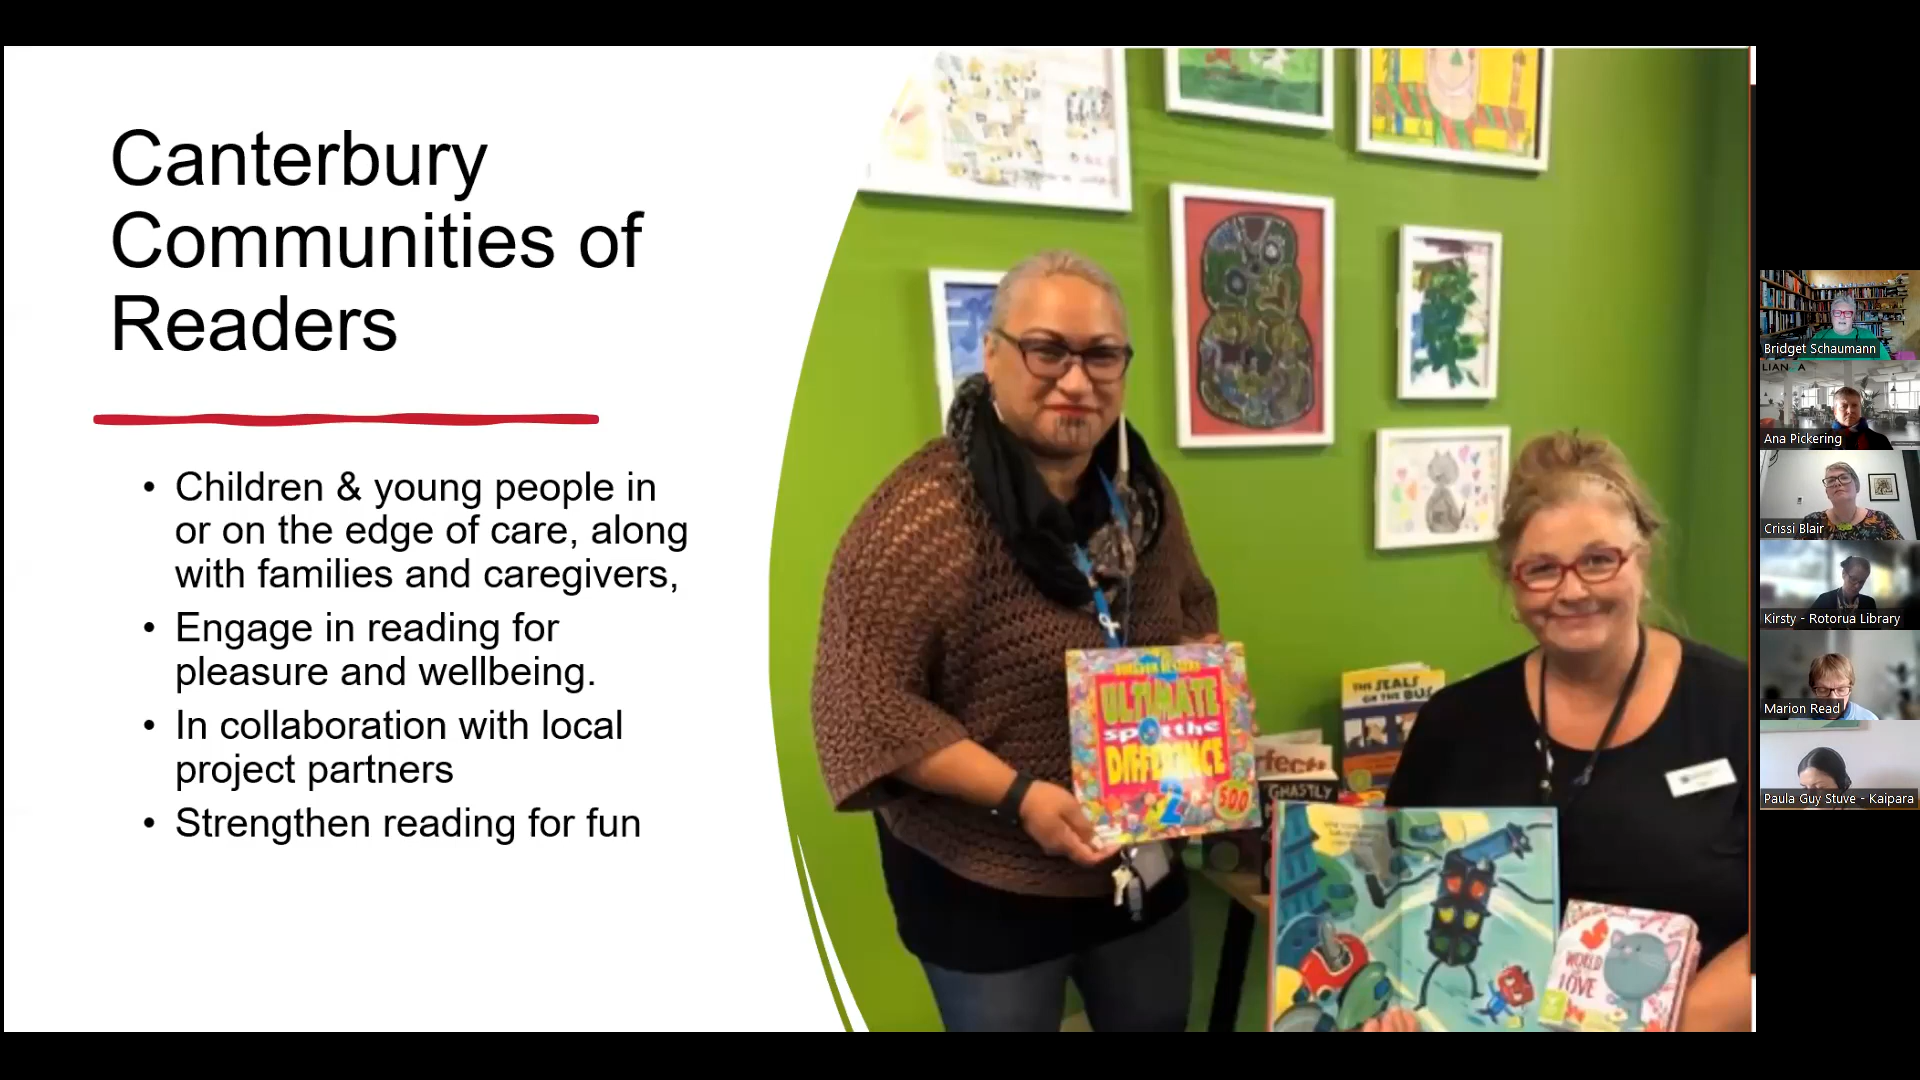 Canterbury
Communities of
Readers
• Children & young people in
or on the edge of care, along
with families and caregivers,
• Engage in reading for
pleasure and wellbeing.
• In collaboration with local
project partners
• Strengthen reading for fun
ULTIMATE
spot the
DIFFERENCE
2
500
THE SEALS
ON THE BUS
GHASTLY
WORLD
LOVE
Bridget Schaumann
LIAN A
Ana Pickering
Crissi Blair
Kirsty - Rotorua Library
Marion Read
Paula Guy Stuve - Kaipara